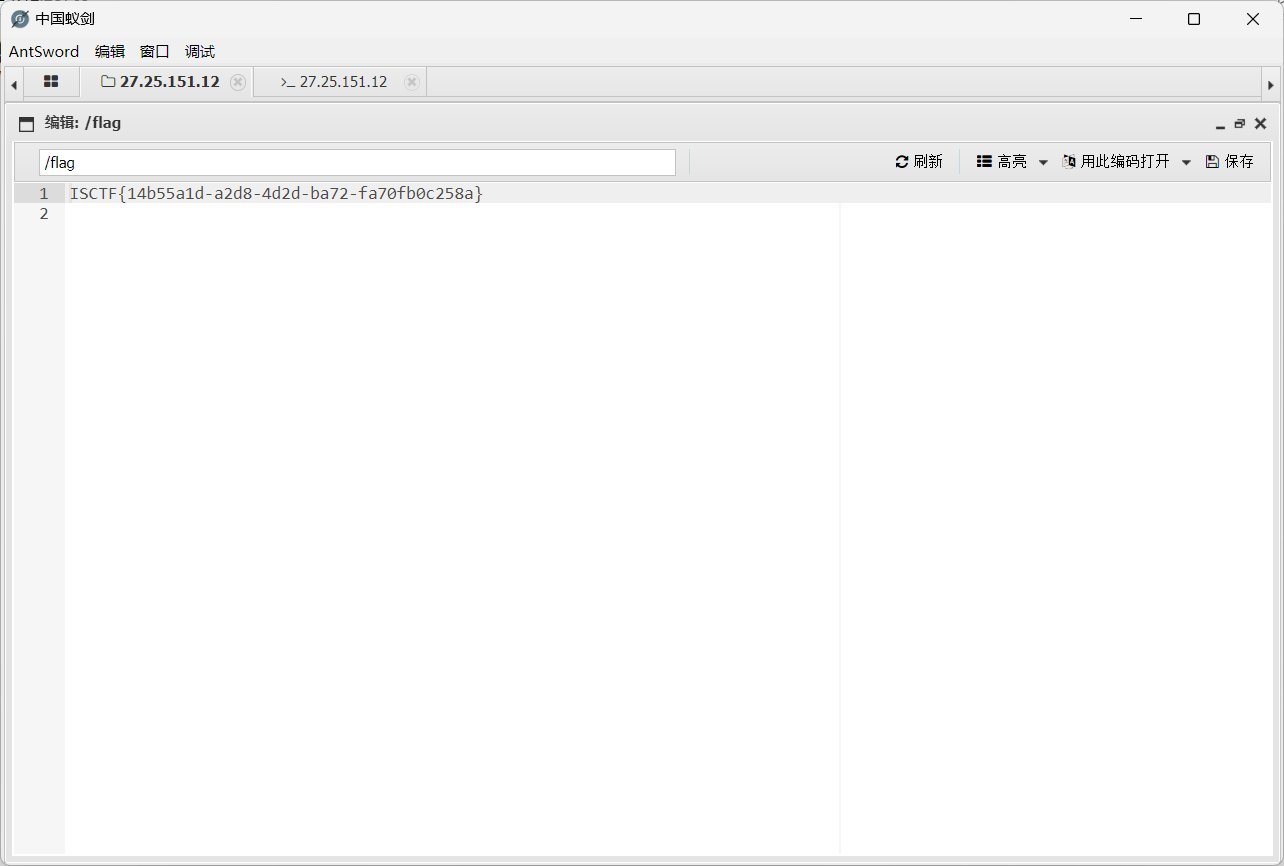 中国蚁剑
AntSword 编辑 窗口 调试
27.25.151.12 >_ 27.25.151.12
编辑: /flag
/flag 刷新 高亮 用此编码打开 保存
1 ISCTF{14b55a1d-a2d8-4d2d-ba72-fa70fb0c258a}
2